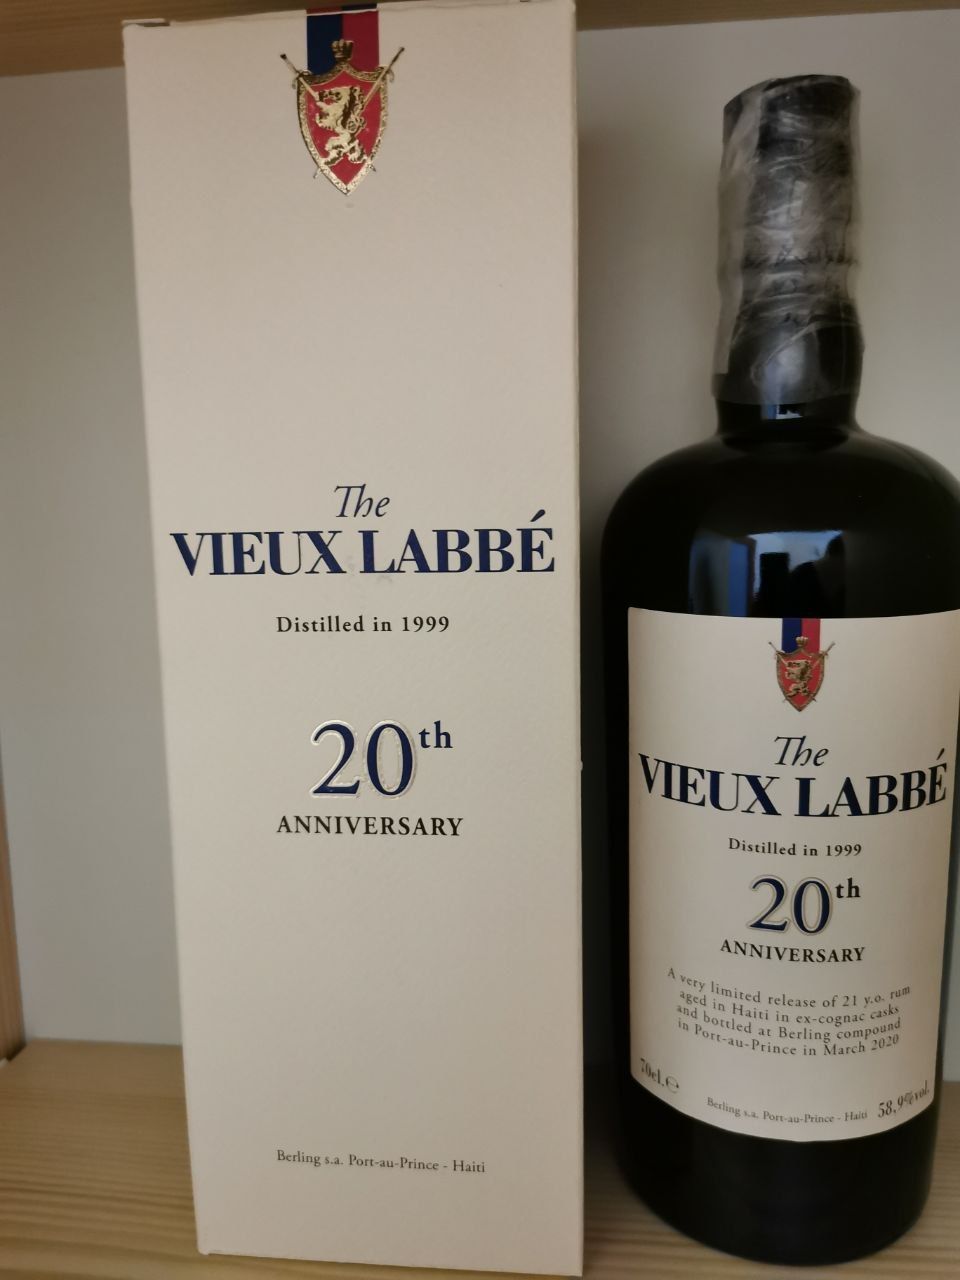 The
VIEUX LABBÉ
Distilled in 1999
20th
ANNIVERSARY
Berling s.a. Port-au-Prince - Haiti
The
VIEUX LABBÉ
Distilled in 1999
20th
ANNIVERSARY
A very limited release of 21 y.o. rum
aged in Haiti in ex-cognac casks
and bottled at Berling compound
in Port-au-Prince in March 2020
70cl.℮
Berling s.a. Port-au-Prince - Haiti
58,9%vol.